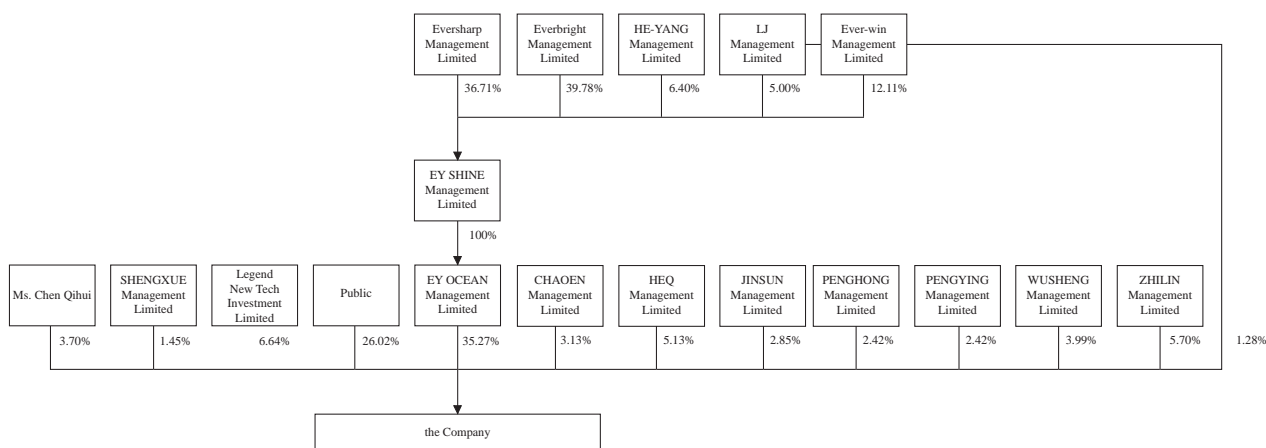 Eversharp
Management
Limited
Everbright
Management
Limited
HE-YANG
Management
Limited
LJ
Management
Limited
Ever-win
Management
Limited
36.71%
39.78%
6.40%
5.00%
12.11%
EY SHINE
Management
Limited
100%
Ms. Chen Qihui
SHENGXUE
Management
Limited
Legend
New Tech
Investment
Limited
Public
EY OCEAN
Management
Limited
CHAOEN
Management
Limited
HEQ
Management
Limited
JINSUN
Management
Limited
PENGHONG
Management
Limited
PENGYING
Management
Limited
WUSHENG
Management
Limited
ZHILIN
Management
Limited
3.70%
1.45%
6.64%
26.02%
35.27%
3.13%
5.13%
2.85%
2.42%
2.42%
3.99%
5.70%
1.28%
the Company